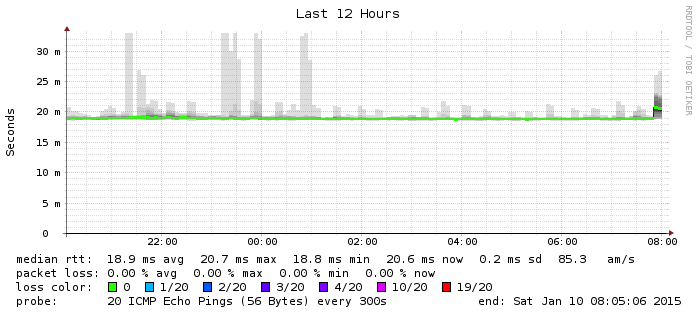 Last 12 Hours
RRDTOOL / TOBI OETIKER
Seconds
30 m
25 m
20 m
15 m
10 m
5 m
0
22:00 00:00 02:00 04:00 06:00 08:00
median rtt: 18.9 ms avg 20.7 ms max 18.8 ms min 20.6 ms now 0.2 ms sd 85.3 am/s
packet loss: 0.00 % avg 0.00 % max 0.00 % min 0.00 % now
loss color: 0 1/20 2/20 3/20 4/20 10/20 19/20
probe: 20 ICMP Echo Pings (56 Bytes) every 300s end: Sat Jan 10 08:05:06 2015